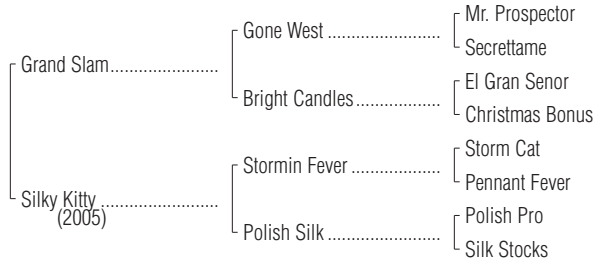 Mr. Prospector
Gone West ......................
Secrettame
Grand Slam.....................
El Gran Senor
Bright Candles................
Christmas Bonus
Storm Cat
Stormin Fever .................
Pennant Fever
Silky Kitty .......................
(2005)
Polish Pro
Polish Silk ......................
Silk Stocks